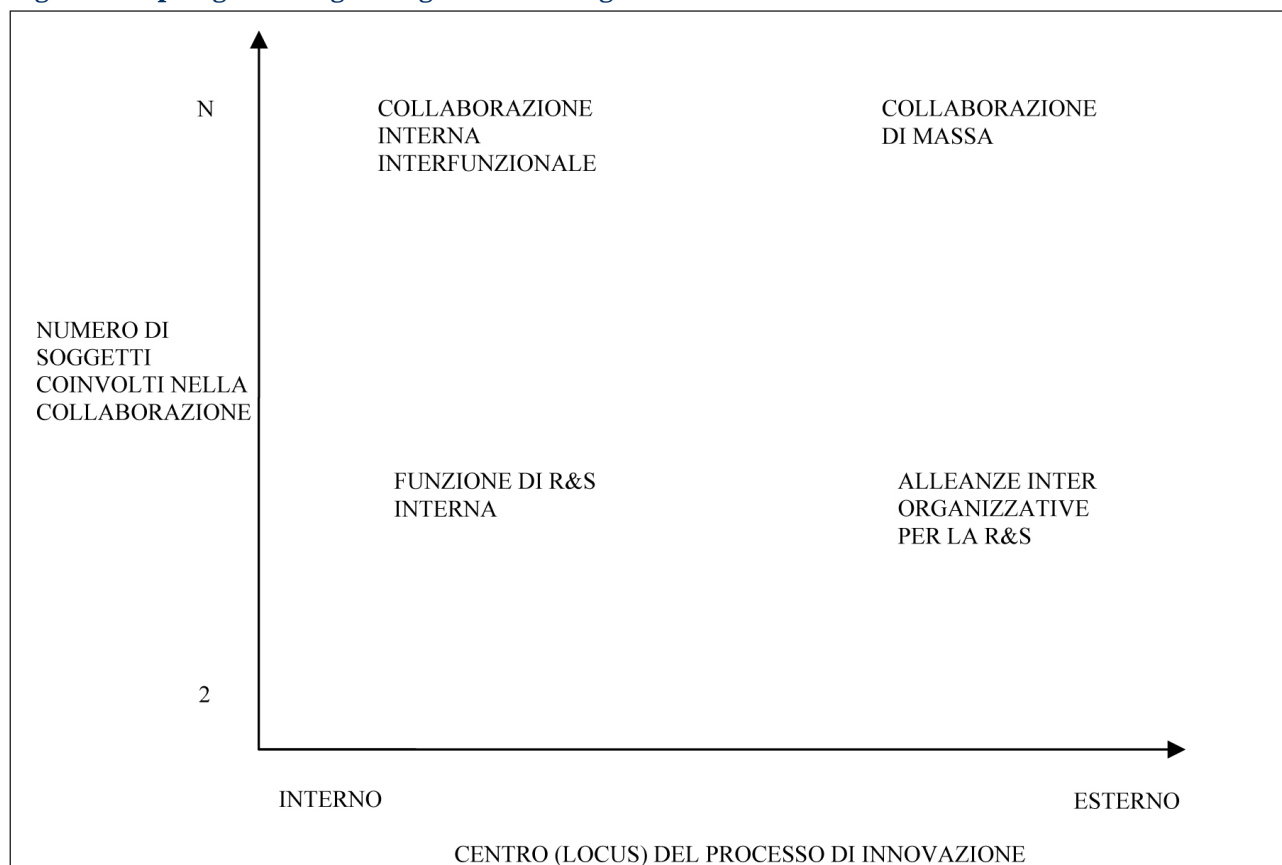 N
COLLABORAZIONE
INTERNA
INTERFUNZIONALE
COLLABORAZIONE
DI MASSA
NUMERO DI
SOGGETTI
COINVOLTI NELLA
COLLABORAZIONE
FUNZIONE DI R&S
INTERNA
ALLEANZE INTER
ORGANIZZATIVE
PER LA R&S
2
INTERNO
ESTERNO
CENTRO (LOCUS) DEL PROCESSO DI INNOVAZIONE